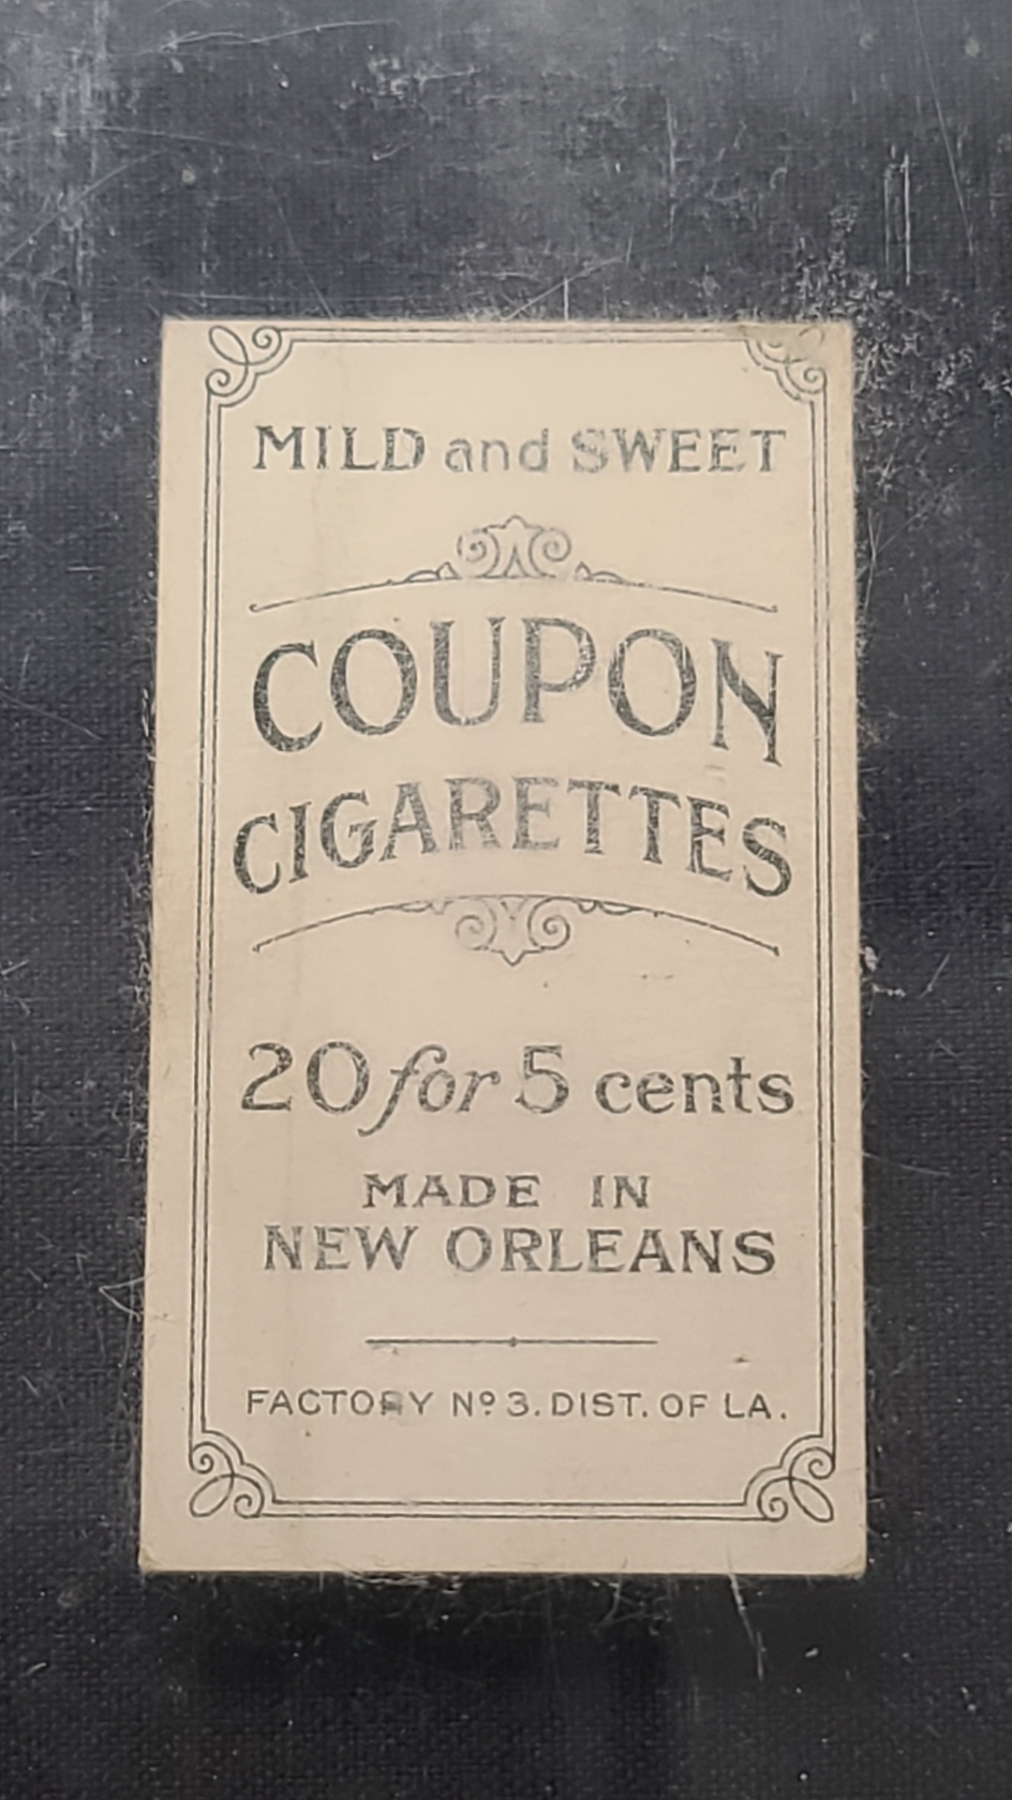 MILD and SWEET
COUPON
CIGARETTES
20 for 5 cents
MADE IN
NEW ORLEANS
FACTORY Nº 3. DIST. OF LA.